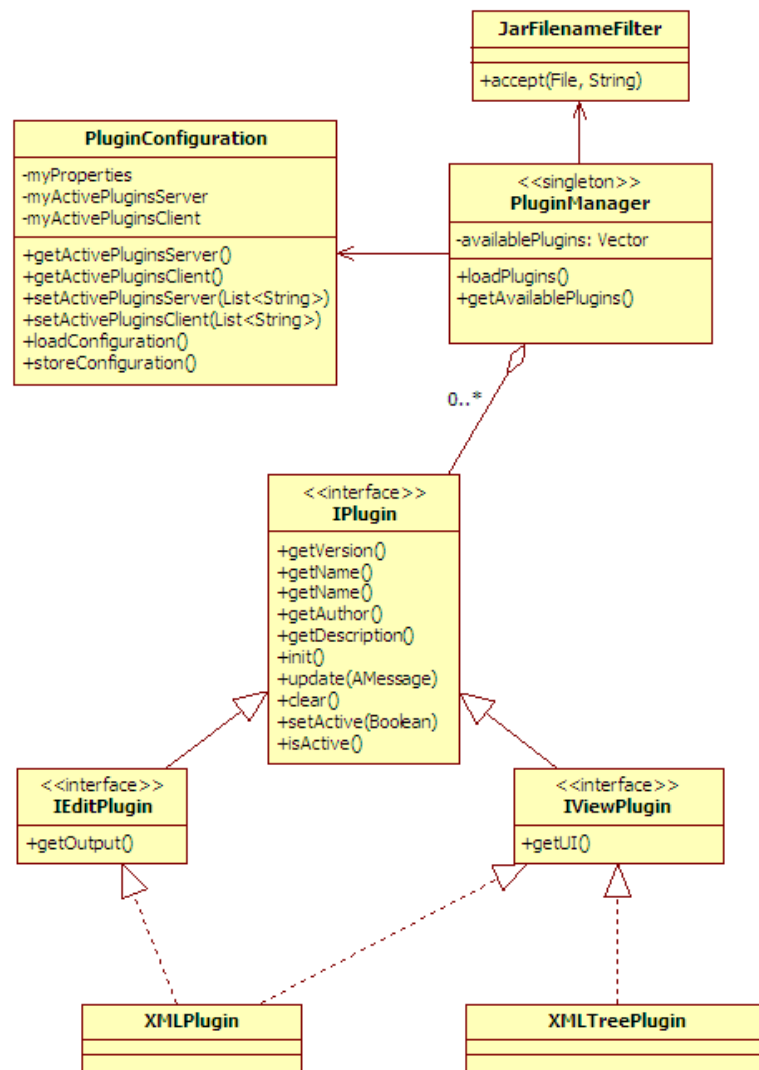 JarFilenameFilter
+accept(File, String)
PluginConfiguration
-myProperties
-myActivePluginsServer
-myActivePluginsClient
+getActivePluginsServer()
+getActivePluginsClient()
+setActivePluginsServer(List<String>)
+setActivePluginsClient(List<String>)
+loadConfiguration()
+storeConfiguration()
<<singleton>>
PluginManager
-availablePlugins: Vector
+loadPlugins()
+getAvailablePlugins()
0..*
<<interface>>
IPlugin
+getVersion()
+getName()
+getName()
+getAuthor()
+getDescription()
+init()
+update(AMessage)
+clear()
+setActive(Boolean)
+isActive()
<<interface>>
IEditPlugin
+getOutput()
<<interface>>
IViewPlugin
+getUI()
XMLPlugin
XMLTreePlugin